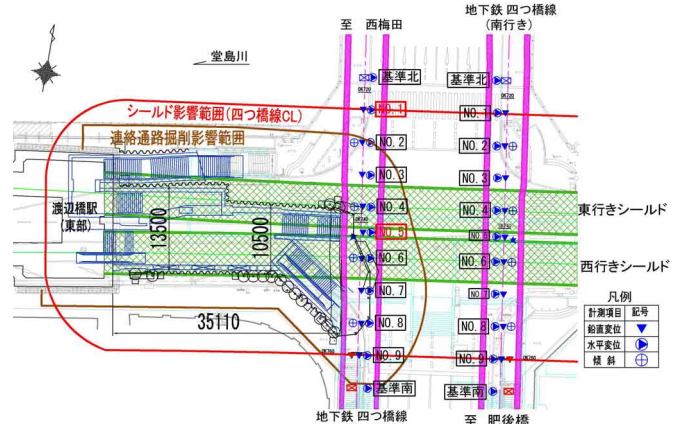 至 西梅田
地下鉄 四つ橋線
(南行き)
堂島川
基準北
基準北
シールド影響範囲(四つ橋線CL)
連絡通路掘削影響範囲
NO.1
NO.1
NO.2
NO.2
NO.3
NO.3
NO.4
NO.4
渡辺橋駅
(東部)
13500
10500
NO.5
NO.5
東行きシールド
NO.6
NO.6
西行きシールド
NO.7
NO.7
35110
NO.8
NO.8
凡例
計測項目 記号
鉛直変位
水平変位
傾斜
NO.9
NO.9
基準南
基準南
地下鉄 四つ橋線
至 肥後橋